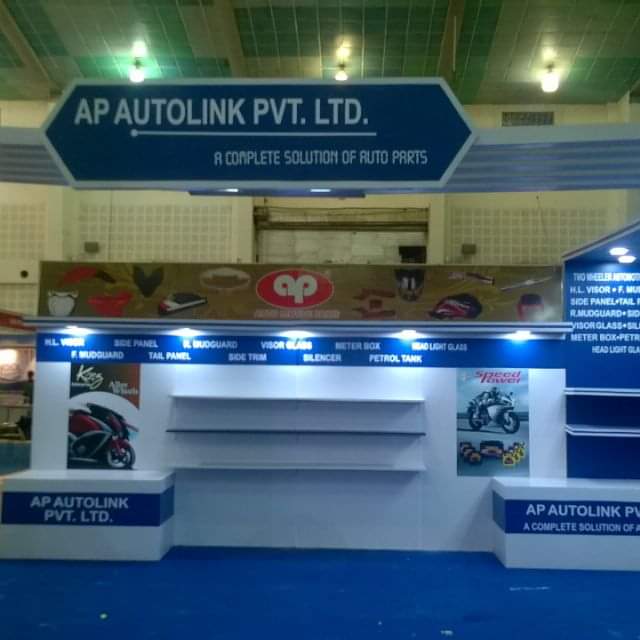 AP AUTOLINK PVT. LTD.
A COMPLETE SOLUTION OF AUTO PARTS
ap
H.L. VISOR SIDE PANEL R. MUDGUARD VISOR GLASS METER BOX HEAD LIGHT GLASS
F. MUDGUARD TAIL PANEL SIDE TRIM SILENCER PETROL TANK
TWO WHEELER AUTOMOTI
H.L. VISOR • F. MUD
SIDE PANEL•TAIL
R.MUDGUARD•SID
VISOR GLASS•SIL
METER BOX•PETR
HEAD LIGHT GLA
Speed
Power
AP AUTOLINK
PVT. LTD.
AP AUTOLINK PV
A COMPLETE SOLUTION OF A